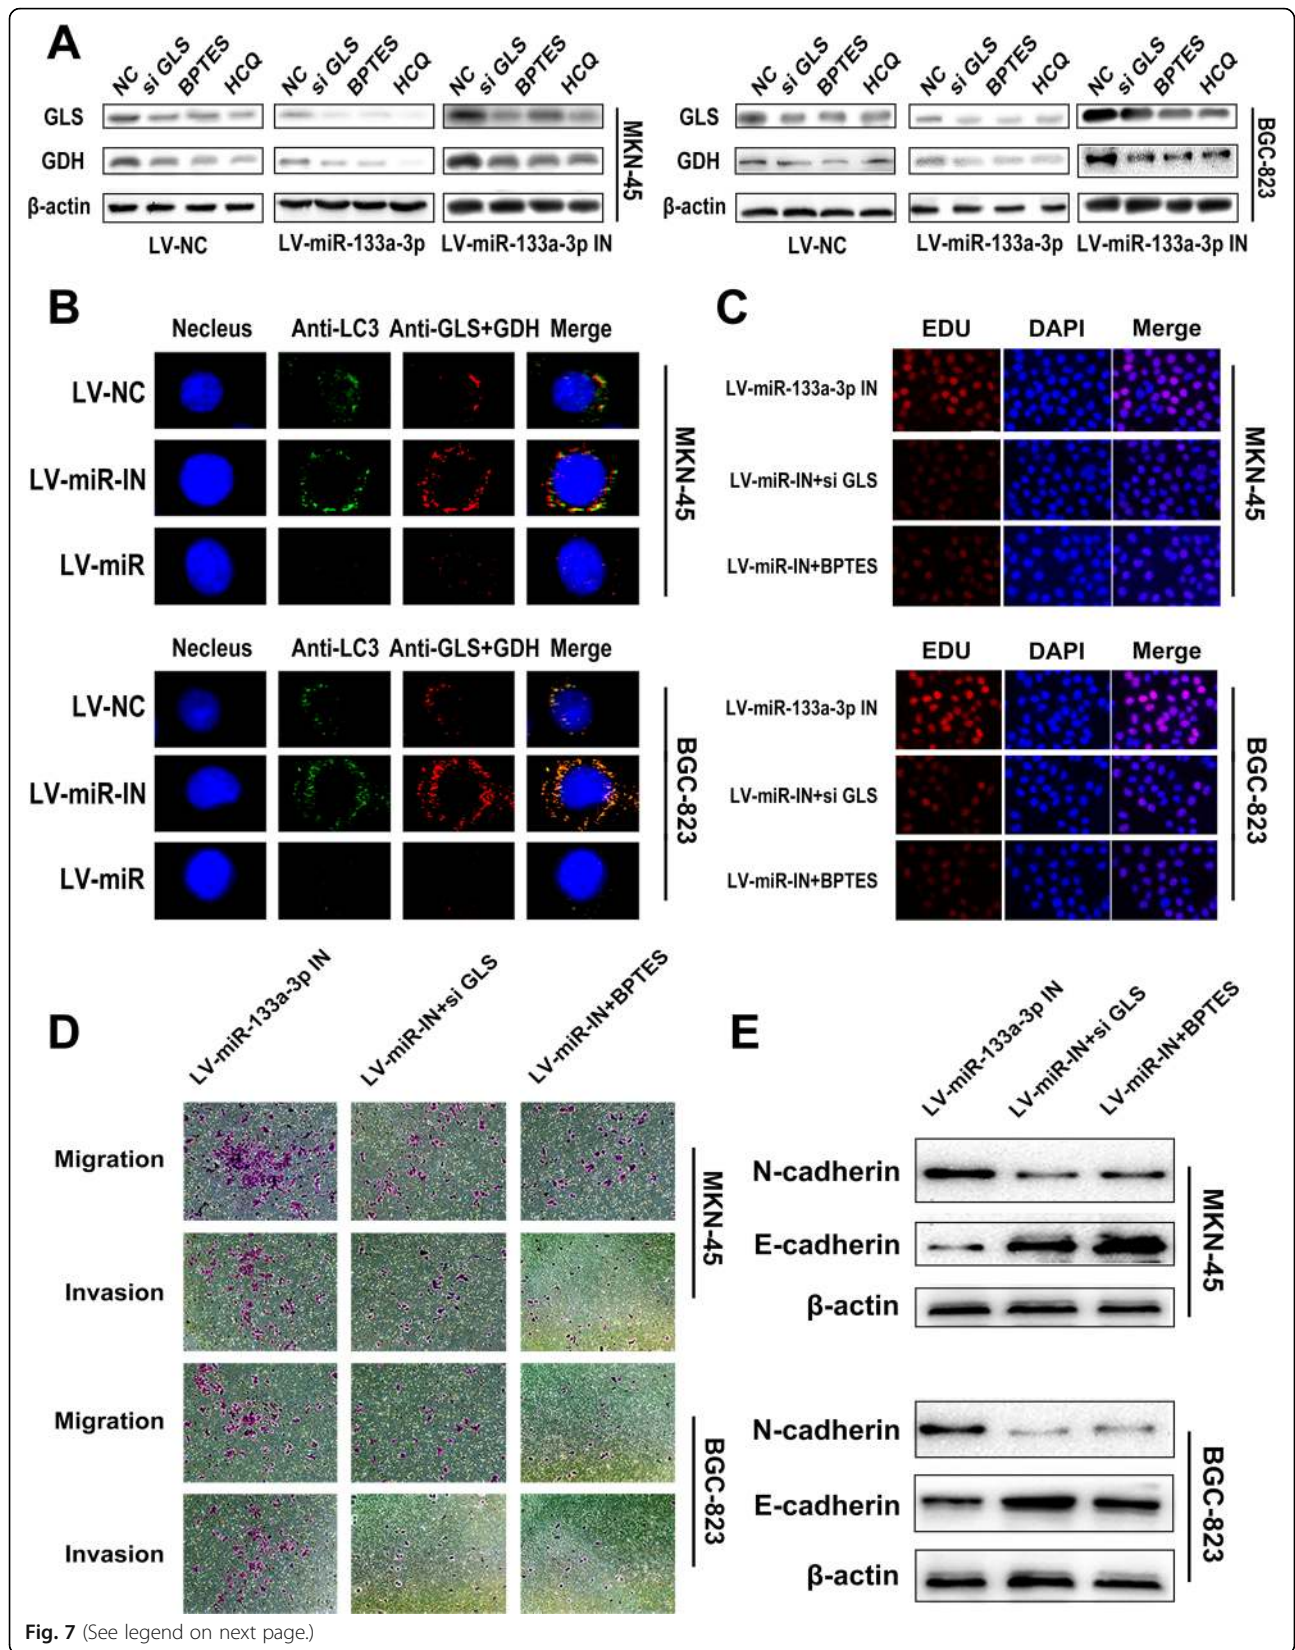 A
NC si GLS BPTES HCQ NC si GLS BPTES HCQ NC si GLS BPTES HCQ
GLS
GDH
β-actin
LV-NC LV-miR-133a-3p LV-miR-133a-3p IN
MKN-45
NC si GLS BPTES HCQ NC si GLS BPTES HCQ NC si GLS BPTES HCQ
GLS
GDH
β-actin
LV-NC LV-miR-133a-3p LV-miR-133a-3p IN
BGC-823
B
Necleus Anti-LC3 Anti-GLS+GDH Merge
LV-NC
LV-miR-IN
LV-miR
MKN-45
Necleus Anti-LC3 Anti-GLS+GDH Merge
LV-NC
LV-miR-IN
LV-miR
BGC-823
C
EDU DAPI Merge
LV-miR-133a-3p IN
LV-miR-IN+si GLS
LV-miR-IN+BPTES
MKN-45
EDU DAPI Merge
LV-miR-133a-3p IN
LV-miR-IN+si GLS
LV-miR-IN+BPTES
BGC-823
D
LV-miR-133a-3p IN
LV-miR-IN+si GLS
LV-miR-IN+BPTES
Migration
Invasion
MKN-45
Migration
Invasion
BGC-823
E
LV-miR-133a-3p IN
LV-miR-IN+si GLS
LV-miR-IN+BPTES
N-cadherin
E-cadherin
β-actin
MKN-45
N-cadherin
E-cadherin
β-actin
BGC-823
Fig. 7 (See legend on next page.)